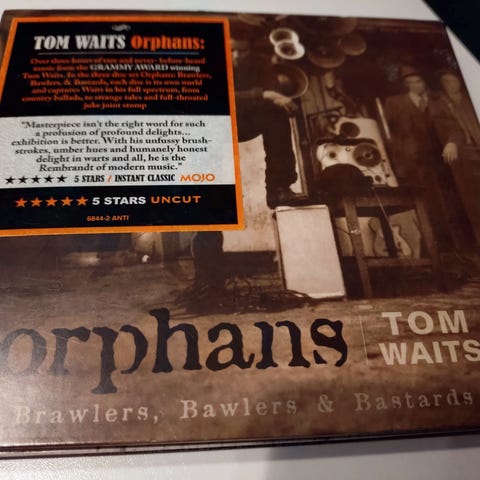 TOM WAITS Orphans:
Over three hours of rare and never-before-heard
music from the GRAMMY AWARD winning
Tom Waits. In the three disc set Orphans: Brawlers,
Bawlers, & Bastards, each disc is its own world
and captures Waits in his full spectrum, from
country ballads, to strange tales and full-throated
juke joint stomp
"Masterpiece isn't the right word for such
a profusion of profound delights...
exhibition is better. With his unfussy brush-
strokes, umber hues and humanely honest
delight in warts and all, he is the
Rembrandt of modern music."
★★★★★ 5 STARS / INSTANT CLASSIC MOJO
★★★★★ 5 STARS UNCUT
6844-2 ANTI
orphans
TOM
WAITS
Brawlers, Bawlers & Bastards